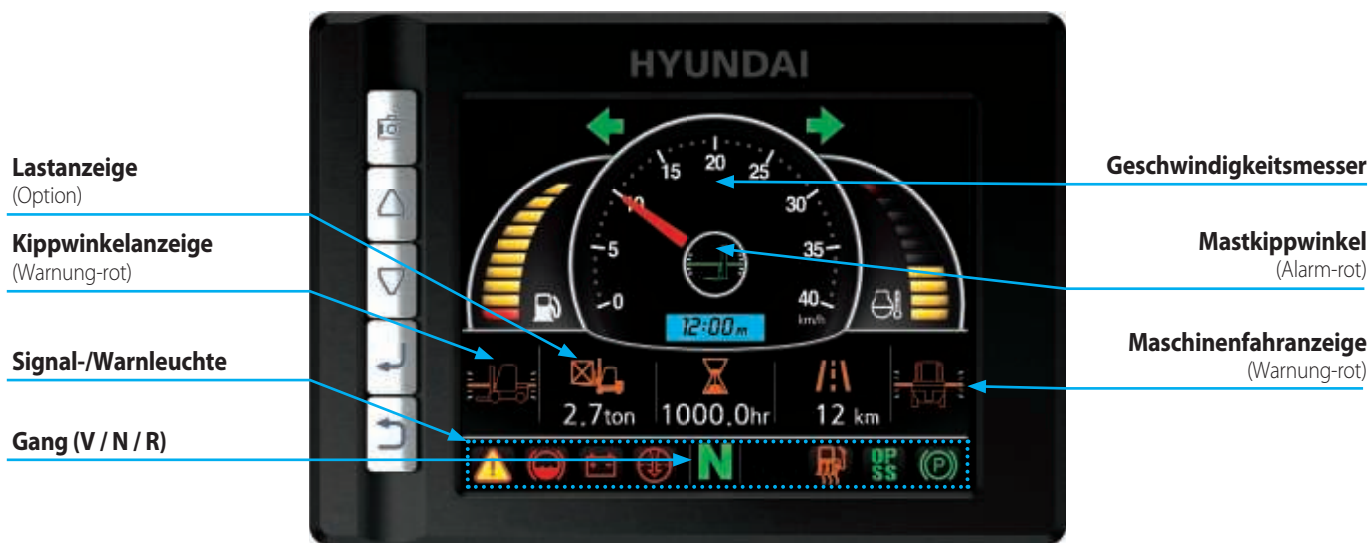 HYUNDAI
Lastanzeige
(Option)
Kippwinkelanzeige
(Warnung-rot)
Signal-/Warnleuchte
Gang (V / N / R)
0
5
10
15
20
25
30
35
40
km/h
12:00 m
2.7ton
1000.0hr
12 km
N
OP
SS
P
Geschwindigkeitsmesser
Mastkippwinkel
(Alarm-rot)
Maschinenfahranzeige
(Warnung-rot)